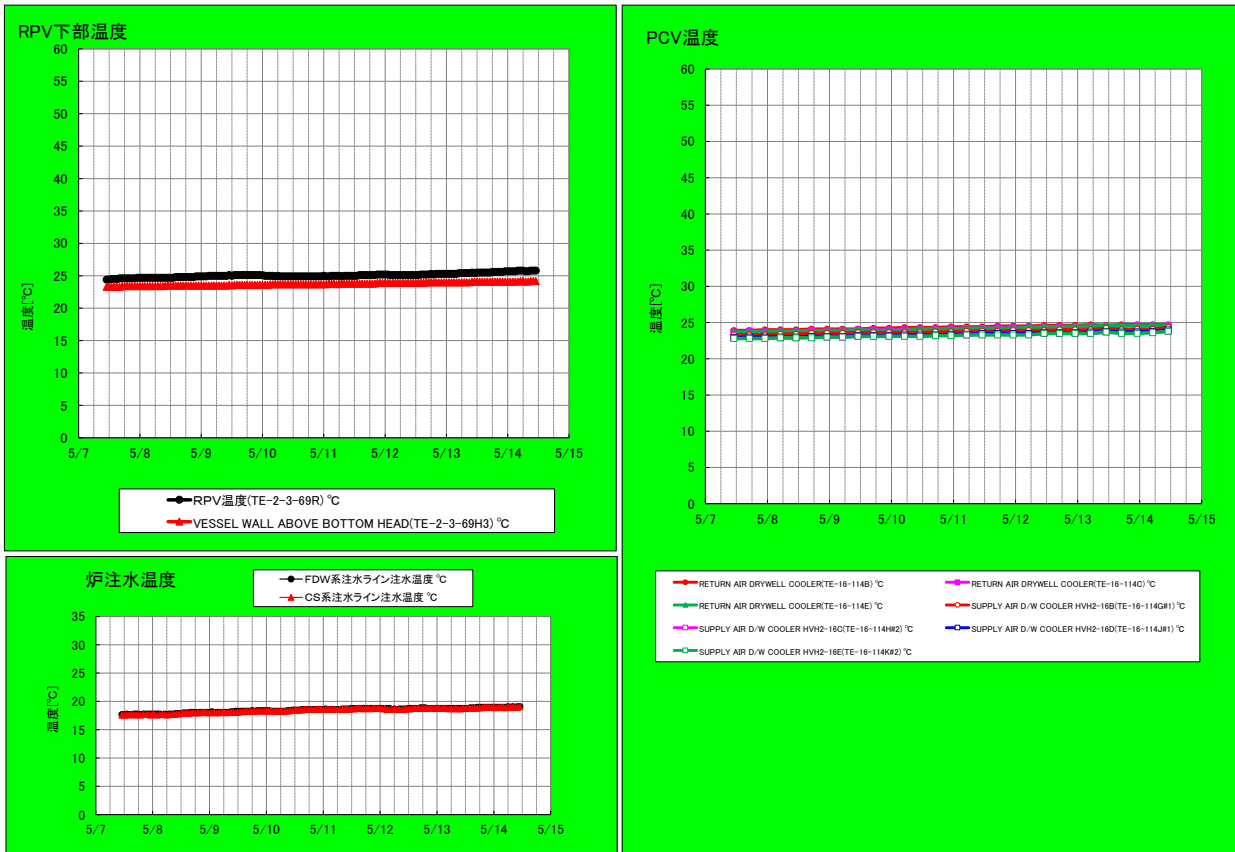 RPV下部温度
60
55
50
45
40
35
30
25
20
15
10
5
0
温度[℃]
5/7 5/8 5/9 5/10 5/11 5/12 5/13 5/14 5/15
RPV温度(TE-2-3-69R) ℃
VESSEL WALL ABOVE BOTTOM HEAD(TE-2-3-69H3) ℃
炉注水温度
FDW系注水ライン注水温度 ℃
CS系注水ライン注水温度 ℃
35
30
25
20
15
10
5
0
温度[℃]
5/7 5/8 5/9 5/10 5/11 5/12 5/13 5/14 5/15
PCV温度
60
55
50
45
40
35
30
25
20
15
10
5
0
温度[℃]
5/7 5/8 5/9 5/10 5/11 5/12 5/13 5/14 5/15
RETURN AIR DRYWELL COOLER(TE-16-114B) ℃
RETURN AIR DRYWELL COOLER(TE-16-114C) ℃
RETURN AIR DRYWELL COOLER(TE-16-114E) ℃
SUPPLY AIR D/W COOLER HVH2-16B(TE-16-114G#1) ℃
SUPPLY AIR D/W COOLER HVH2-16C(TE-16-114H#2) ℃
SUPPLY AIR D/W COOLER HVH2-16D(TE-16-114J#1) ℃
SUPPLY AIR D/W COOLER HVH2-16E(TE-16-114K#2) ℃